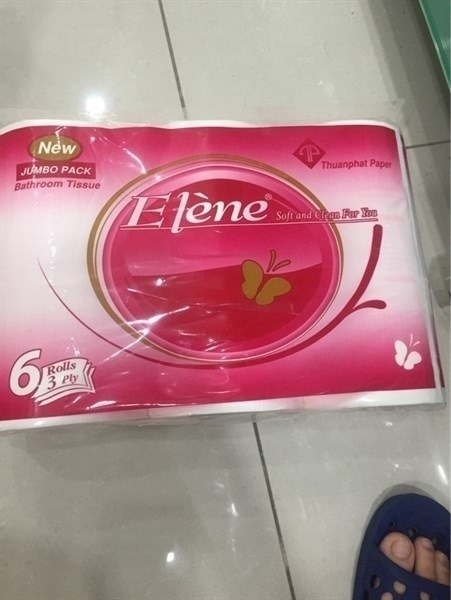 New
JUMBO PACK
Bathroom Tissue
Thuanphat Paper
Elène®
Soft and Clean For You
6 Rolls
3 Ply